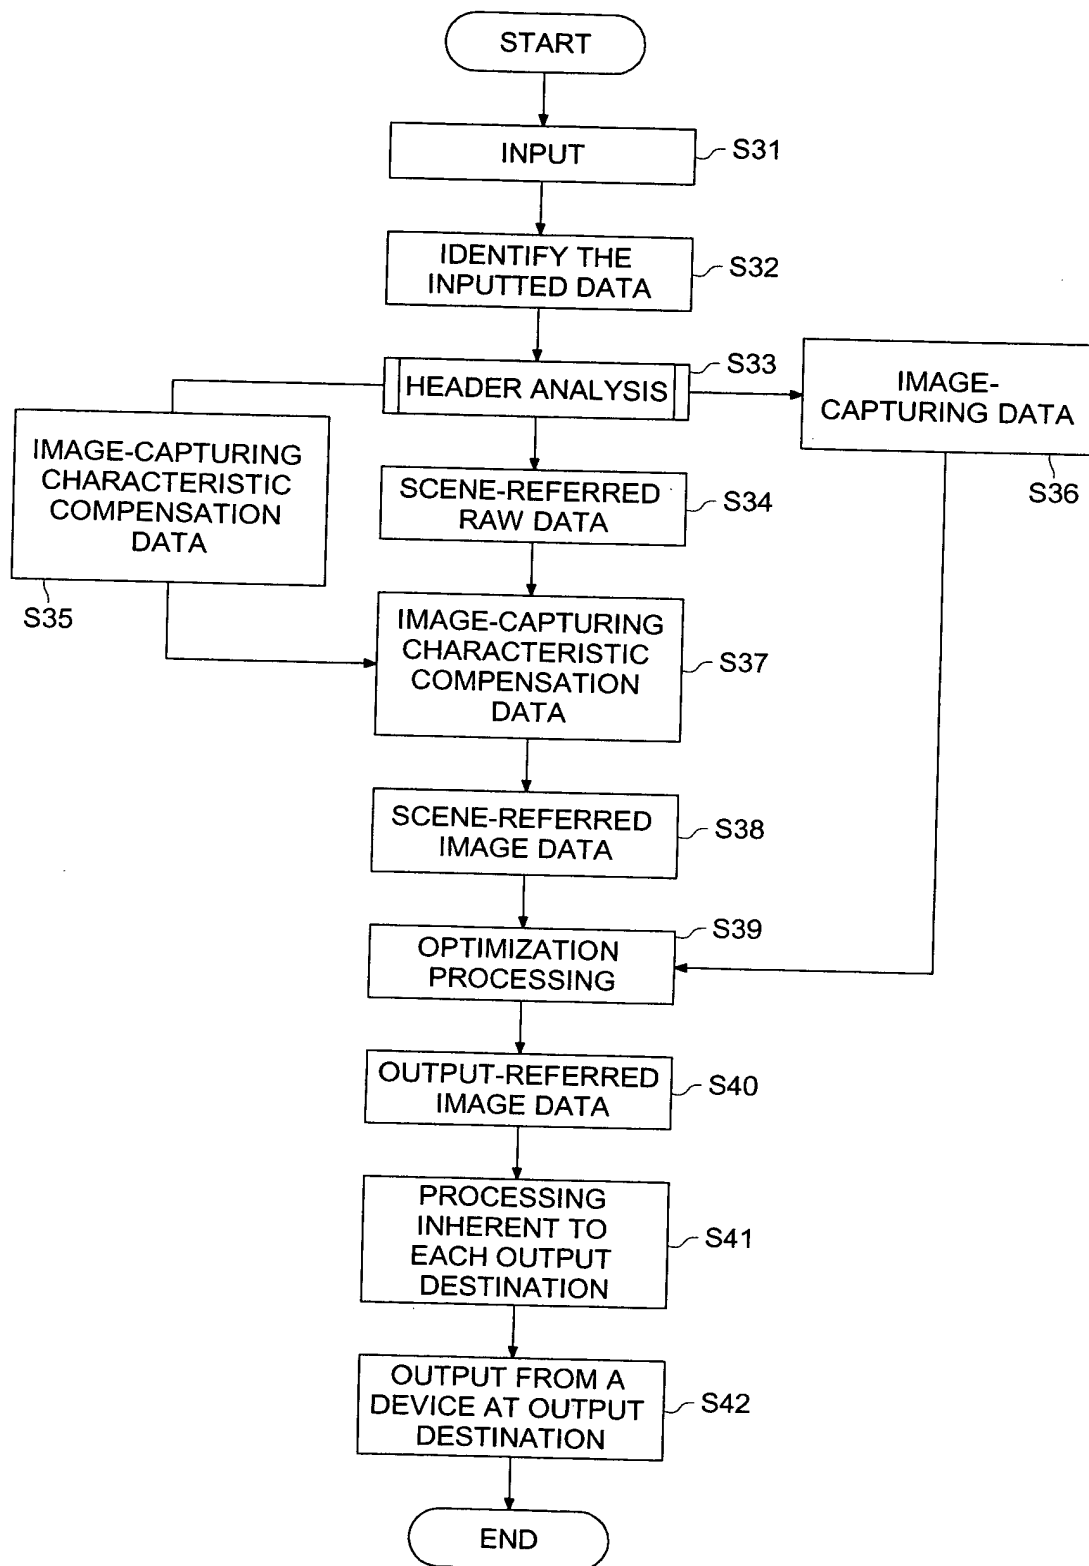 START
INPUT
S31
IDENTIFY THE
INPUTTED DATA
S32
HEADER ANALYSIS
S33
IMAGE-
CAPTURING DATA
S36
IMAGE-CAPTURING
CHARACTERISTIC
COMPENSATION
DATA
S35
SCENE-REFERRED
RAW DATA
S34
IMAGE-CAPTURING
CHARACTERISTIC
COMPENSATION
DATA
S37
SCENE-REFERRED
IMAGE DATA
S38
OPTIMIZATION
PROCESSING
S39
OUTPUT-REFERRED
IMAGE DATA
S40
PROCESSING
INHERENT TO
EACH OUTPUT
DESTINATION
S41
OUTPUT FROM A
DEVICE AT OUTPUT
DESTINATION
S42
END